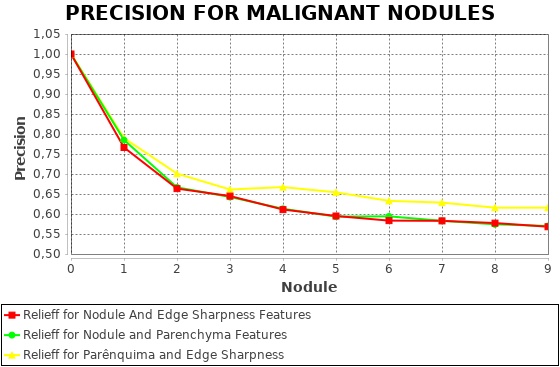 PRECISION FOR MALIGNANT NODULES
1,05
1,00
0,95
0,90
0,85
0,80
0,75
0,70
0,65
0,60
0,55
0,50
Precision
0 1 2 3 4 5 6 7 8 9
Nodule
Relieff for Nodule And Edge Sharpness Features
Relieff for Nodule and Parenchyma Features
Relieff for Parênquima and Edge Sharpness